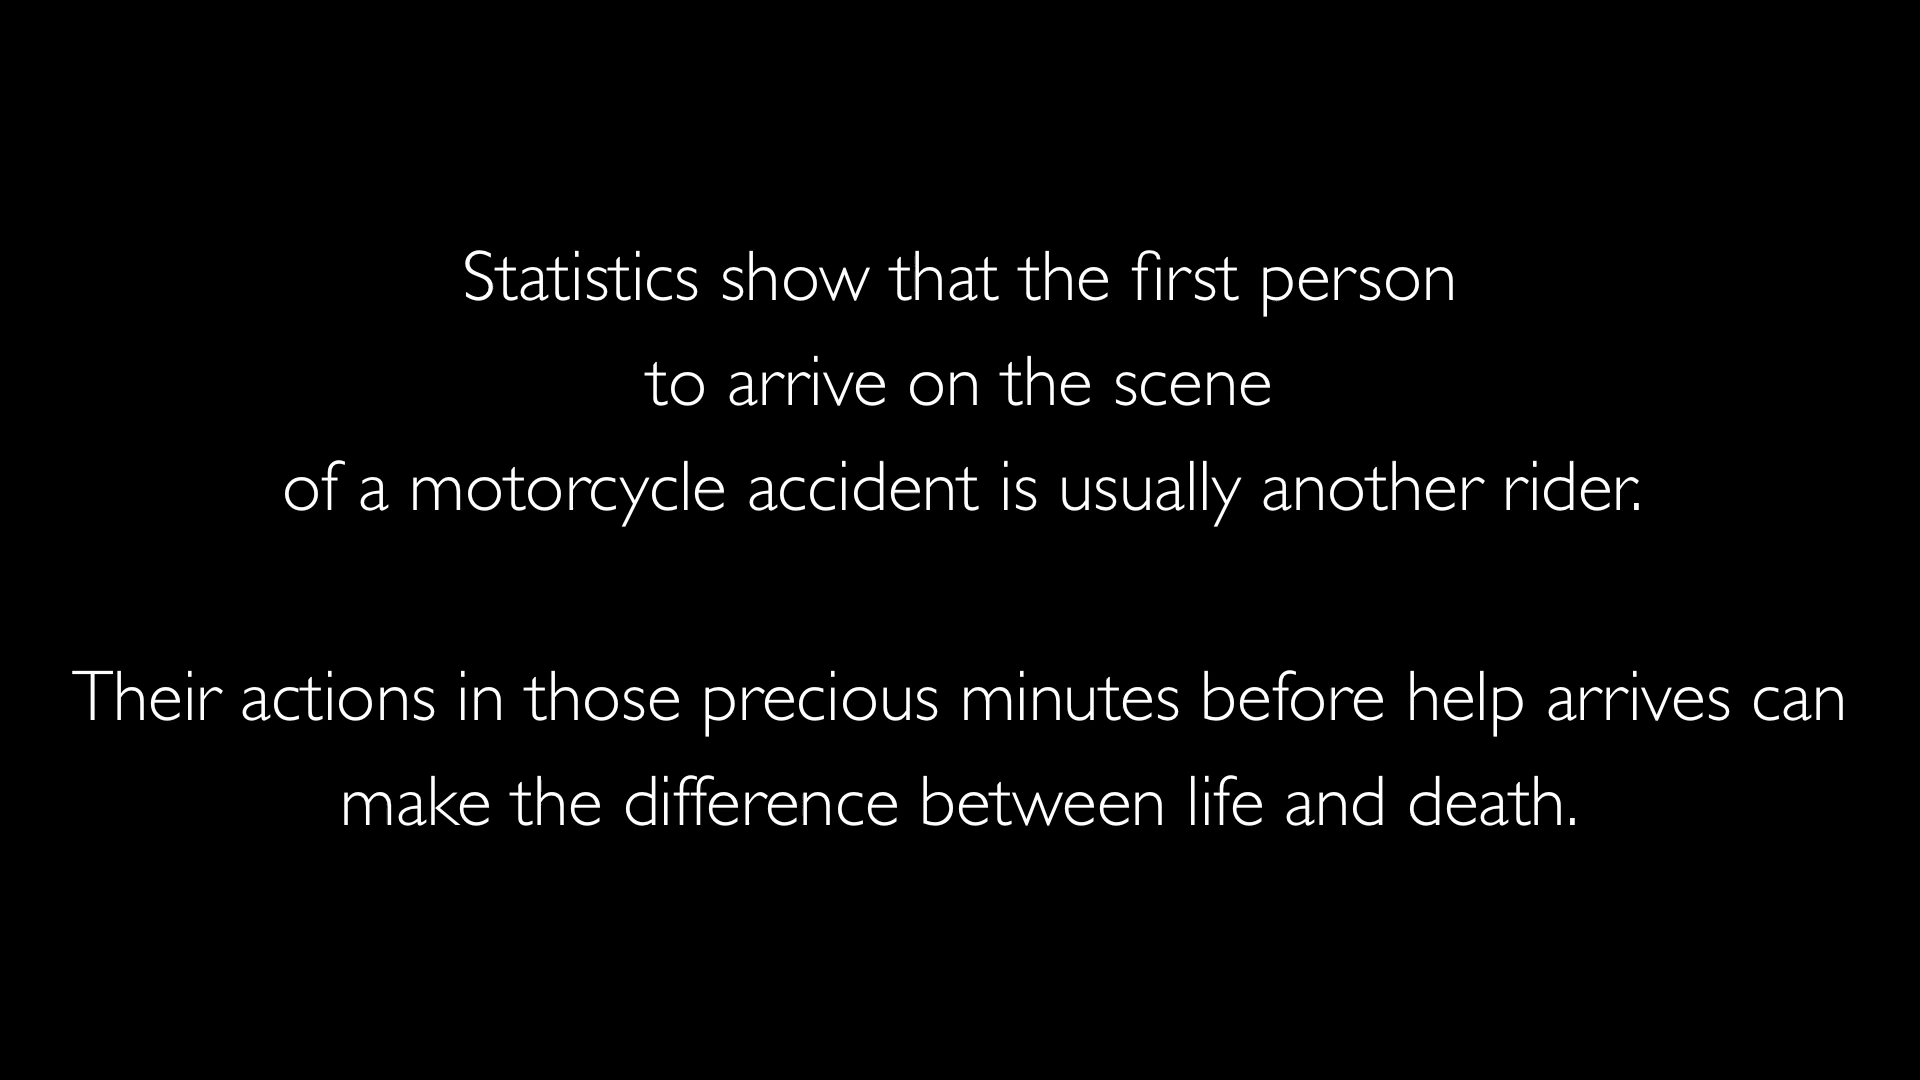 Statistics show that the first person
to arrive on the scene
of a motorcycle accident is usually another rider.
Their actions in those precious minutes before help arrives can
make the difference between life and death.